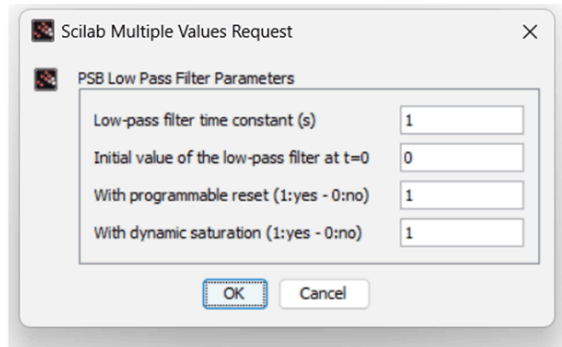 Scilab Multiple Values Request
PSB Low Pass Filter Parameters
Low-pass filter time constant (s) 1
Initial value of the low-pass filter at t=0 0
With programmable reset (1:yes - 0:no) 1
With dynamic saturation (1:yes - 0:no) 1
OK Cancel